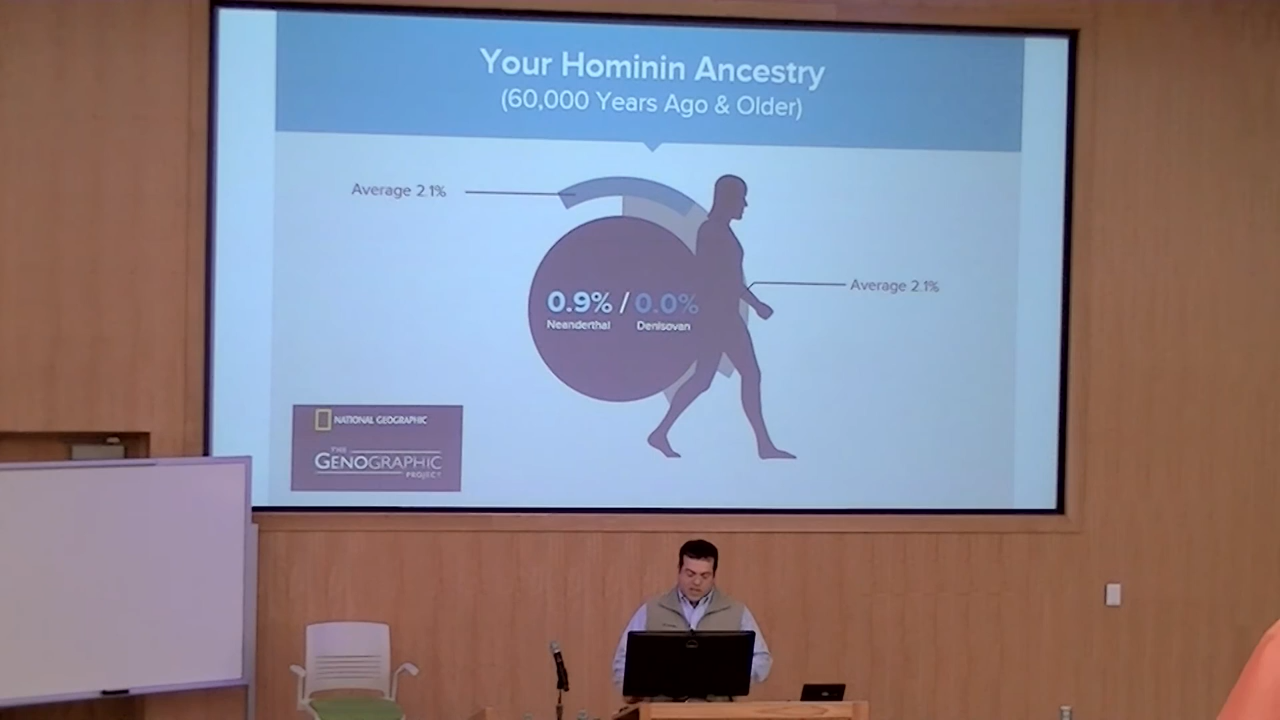 Your Hominin Ancestry
(60,000 Years Ago & Older)
Average 2.1%
0.9% / 0.0%
Neanderthal Denisovan
Average 2.1%
NATIONAL GEOGRAPHIC
THE
GENOGRAPHIC
PROJECT